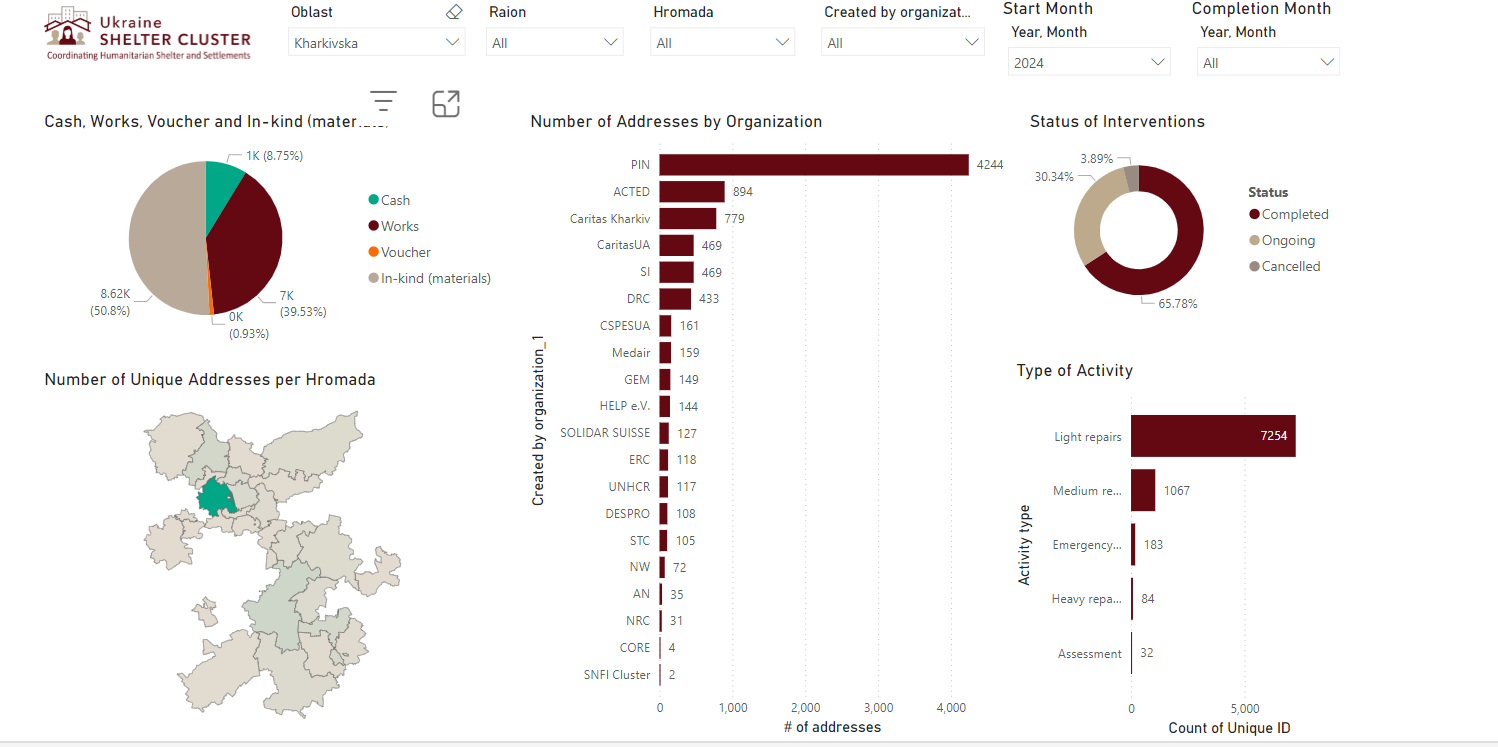 Ukraine
SHELTER CLUSTER
Coordinating Humanitarian Shelter and Settlements
Oblast
Kharkivska
Raion
All
Hromada
All
Created by organizat...
All
Start Month
Year, Month
2024
Completion Month
Year, Month
All
Cash, Works, Voucher and In-kind (materials)
1K (8.75%)
8.62K
(50.8%)
7K
(39.53%)
0K
(0.93%)
Cash
Works
Voucher
In-kind (materials)
Number of Unique Addresses per Hromada
Number of Addresses by Organization
Created by organization_1
PIN 4244
ACTED 894
Caritas Kharkiv 779
CaritasUA 469
SI 469
DRC 433
CSPESUA 161
Medair 159
GEM 149
HELP e.V. 144
SOLIDAR SUISSE 127
ERC 118
UNHCR 117
DESPRO 108
STC 105
NW 72
AN 35
NRC 31
CORE 4
SNFI Cluster 2
0 1,000 2,000 3,000 4,000
# of addresses
Status of Interventions
3.89%
30.34%
65.78%
Status
Completed
Ongoing
Cancelled
Type of Activity
Activity type
Light repairs 7254
Medium re... 1067
Emergency... 183
Heavy repa... 84
Assessment 32
0 5,000
Count of Unique ID